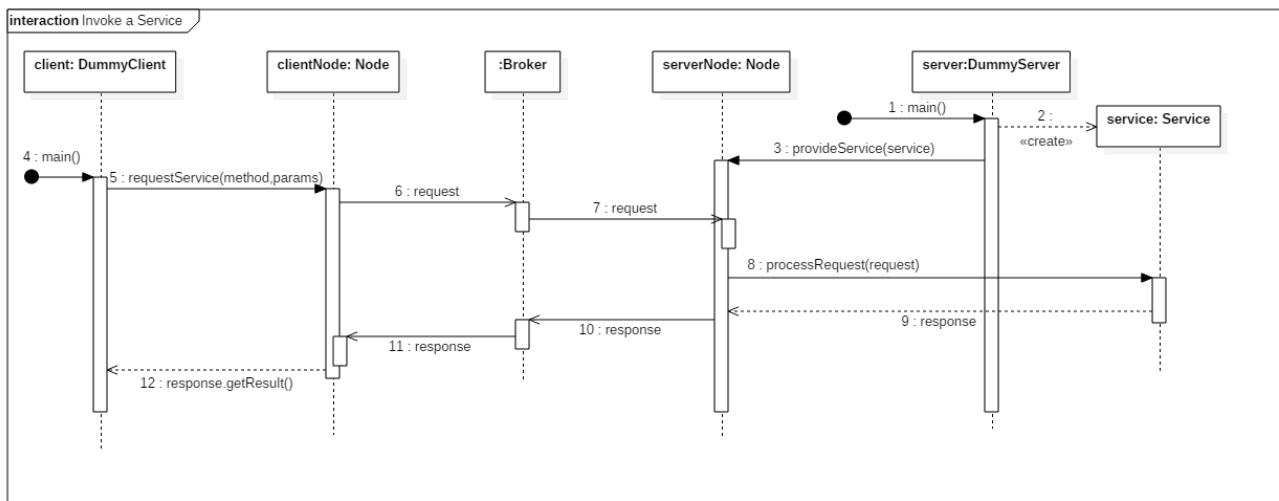 interaction Invoke a Service
client: DummyClient
clientNode: Node
:Broker
serverNode: Node
server:DummyServer
1 : main()
2 :
«create»
service: Service
3 : provideService(service)
4 : main()
5 : requestService(method,params)
6 : request
7 : request
8 : processRequest(request)
9 : response
10 : response
11 : response
12 : response.getResult()